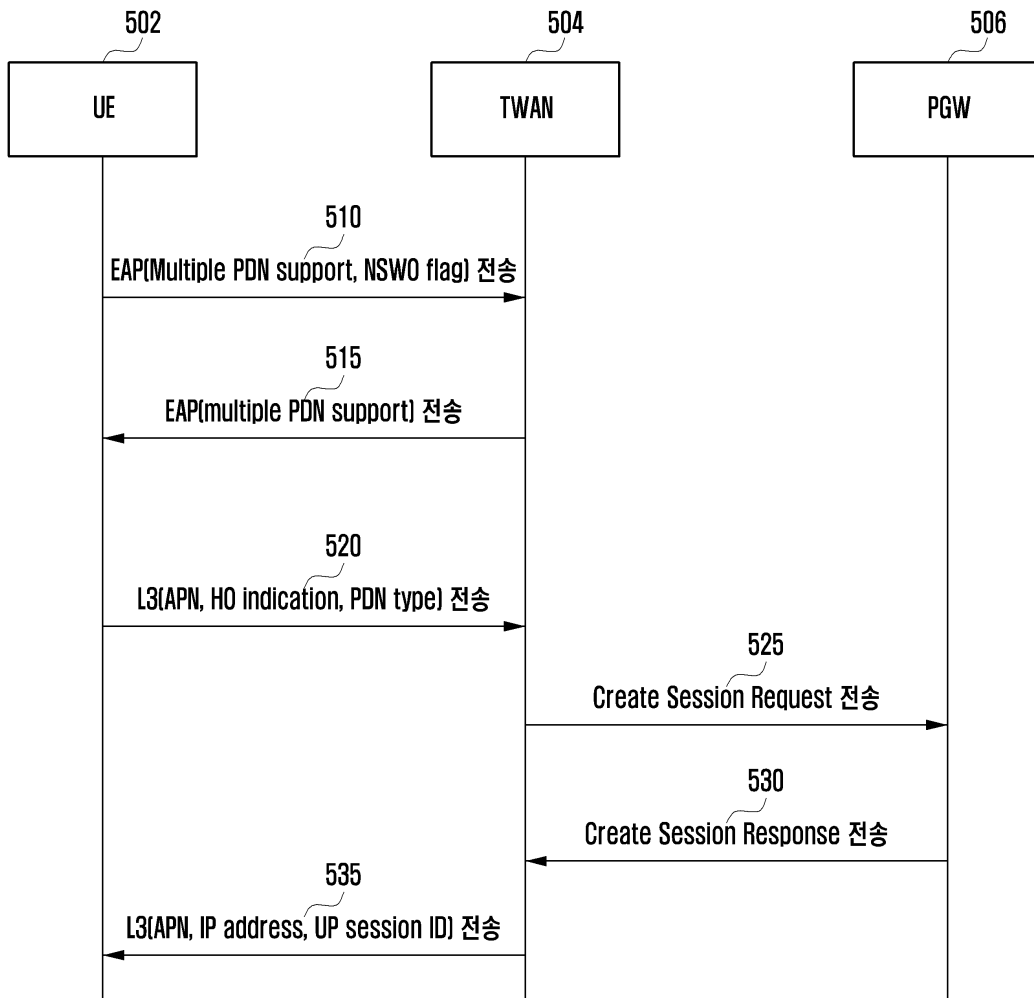 502
504
506
UE
TWAN
PGW
510
EAP(Multiple PDN support, NSWO flag) 전송
515
EAP(multiple PDN support) 전송
520
L3(APN, HO indication, PDN type) 전송
525
Create Session Request 전송
530
Create Session Response 전송
535
L3(APN, IP address, UP session ID) 전송